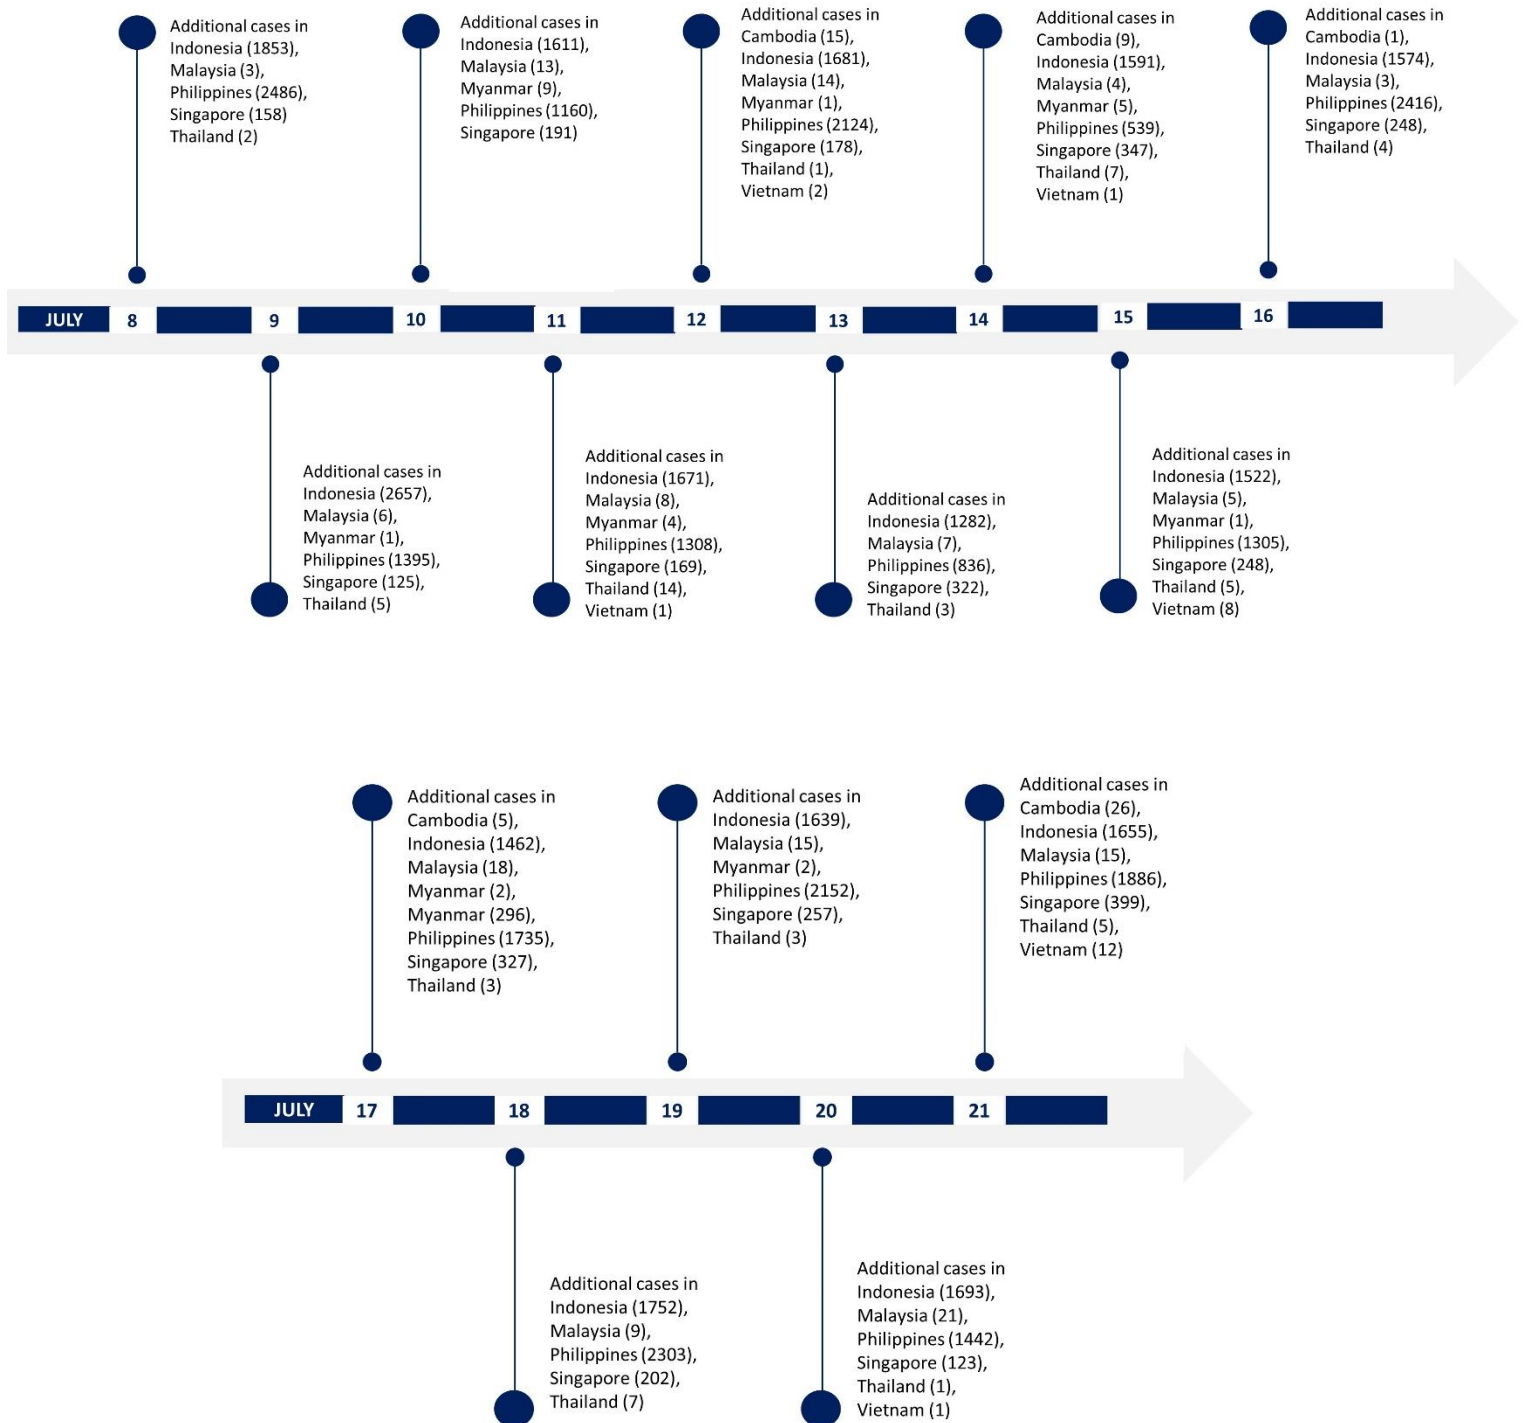 Additional cases in
Indonesia (1853),
Malaysia (3),
Philippines (2486),
Singapore (158)
Thailand (2)
Additional cases in
Indonesia (1611),
Malaysia (13),
Myanmar (9),
Philippines (1160),
Singapore (191)
Additional cases in
Cambodia (15),
Indonesia (1681),
Malaysia (14),
Myanmar (1),
Philippines (2124),
Singapore (178),
Thailand (1),
Vietnam (2)
Additional cases in
Cambodia (9),
Indonesia (1591),
Malaysia (4),
Myanmar (5),
Philippines (539),
Singapore (347),
Thailand (7),
Vietnam (1)
Additional cases in
Cambodia (1),
Indonesia (1574),
Malaysia (3),
Philippines (2416),
Singapore (248),
Thailand (4)
JULY 8 9 10 11 12 13 14 15 16
Additional cases in
Indonesia (2657),
Malaysia (6),
Myanmar (1),
Philippines (1395),
Singapore (125),
Thailand (5)
Additional cases in
Indonesia (1671),
Malaysia (8),
Myanmar (4),
Philippines (1308),
Singapore (169),
Thailand (14),
Vietnam (1)
Additional cases in
Indonesia (1282),
Malaysia (7),
Philippines (836),
Singapore (322),
Thailand (3)
Additional cases in
Indonesia (1522),
Malaysia (5),
Myanmar (1),
Philippines (1305),
Singapore (248),
Thailand (5),
Vietnam (8)
Additional cases in
Cambodia (5),
Indonesia (1462),
Malaysia (18),
Myanmar (2),
Myanmar (296),
Philippines (1735),
Singapore (327),
Thailand (3)
Additional cases in
Indonesia (1639),
Malaysia (15),
Myanmar (2),
Philippines (2152),
Singapore (257),
Thailand (3)
Additional cases in
Cambodia (26),
Indonesia (1655),
Malaysia (15),
Philippines (1886),
Singapore (399),
Thailand (5),
Vietnam (12)
JULY 17 18 19 20 21
Additional cases in
Indonesia (1752),
Malaysia (9),
Philippines (2303),
Singapore (202),
Thailand (7)
Additional cases in
Indonesia (1693),
Malaysia (21),
Philippines (1442),
Singapore (123),
Thailand (1),
Vietnam (1)